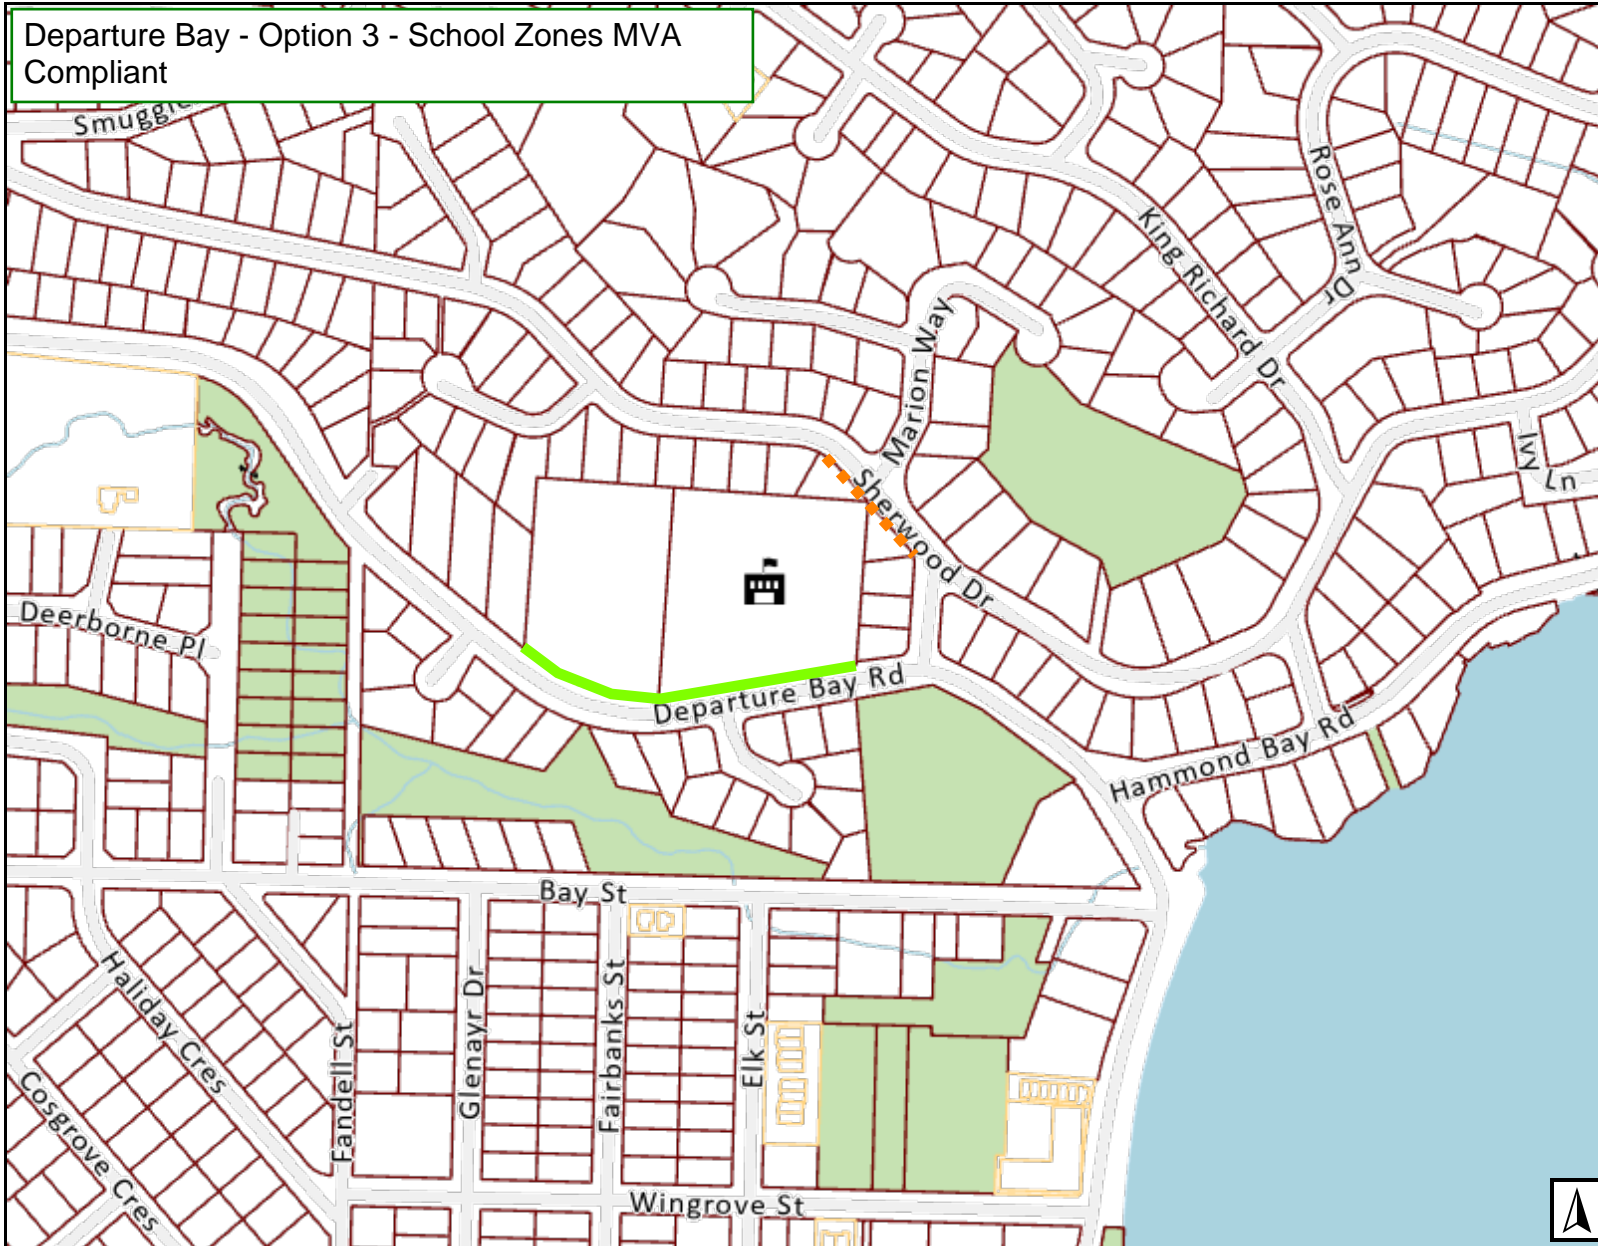 Departure Bay - Option 3 - School Zones MVA
Compliant
Rose Ann Dr
King Richard Dr
Marion Way
Ivy Ln
Sherwood Dr
Deerborne Pl
Departure Bay Rd
Hammond Bay Rd
Bay St
Haliday Cres
Fandell St
Glenayr Dr
Fairbanks St
Elk St
Cosgrove Cres
Wingrove St